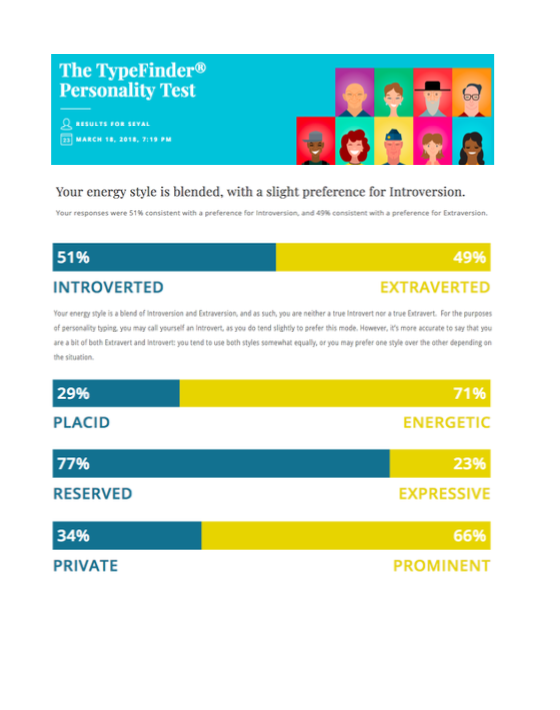 The TypeFinder®
Personality Test
RESULTS FOR SEYAL
23
MARCH 18, 2018, 7:19 PM
Your energy style is blended, with a slight preference for Introversion.
Your responses were 51% consistent with a preference for Introversion, and 49% consistent with a preference for Extraversion.
51% 49%
INTROVERTED EXTRAVERTED
Your energy style is a blend of Introversion and Extraversion, and as such, you are neither a true Introvert nor a true Extravert. For the purposes
of personality typing, you may call yourself an Introvert, as you do tend slightly to prefer this mode. However, it's more accurate to say that you
are a bit of both Extravert and Introvert: you tend to use both styles somewhat equally, or you may prefer one style over the other depending on
the situation.
29% 71%
PLACID ENERGETIC
77% 23%
RESERVED EXPRESSIVE
34% 66%
PRIVATE PROMINENT